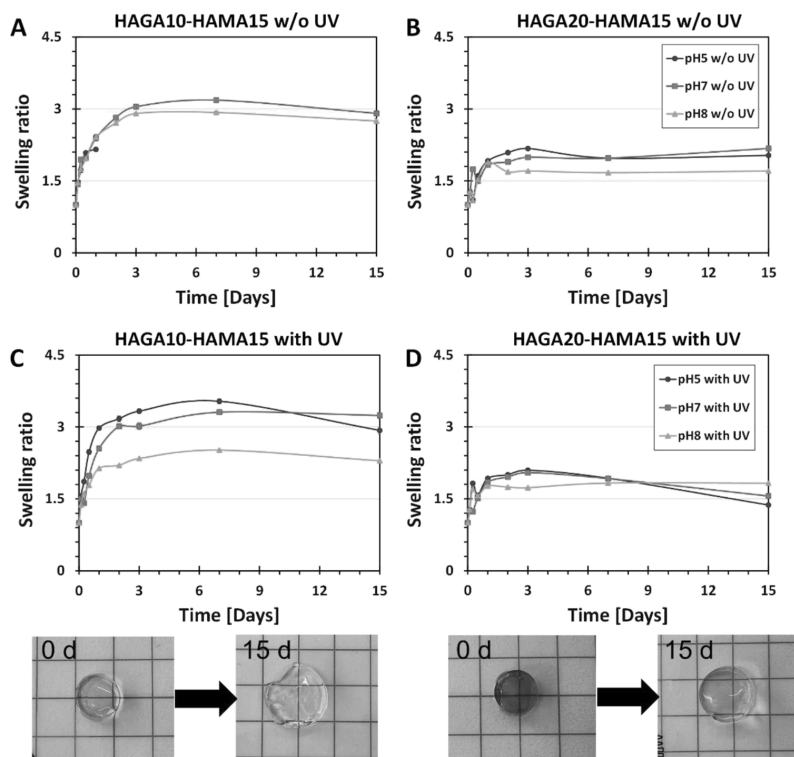 A
HAGA10-HAMA15 w/o UV
4.5
3
1.5
0
Swelling ratio
0 3 6 9 12 15
Time [Days]
B
HAGA20-HAMA15 w/o UV
4.5
3
1.5
0
Swelling ratio
pH5 w/o UV
pH7 w/o UV
pH8 w/o UV
0 3 6 9 12 15
Time [Days]
C
HAGA10-HAMA15 with UV
4.5
3
1.5
0
Swelling ratio
0 3 6 9 12 15
Time [Days]
D
HAGA20-HAMA15 with UV
4.5
3
1.5
0
Swelling ratio
pH5 with UV
pH7 with UV
pH8 with UV
0 3 6 9 12 15
Time [Days]
0 d
15 d
0 d
15 d